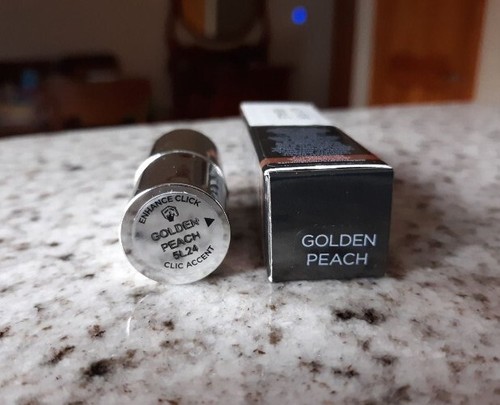 ENHANCE CLICK
GOLDEN
PEACH
5L24
CLIC ACCENT
GOLDEN
PEACH